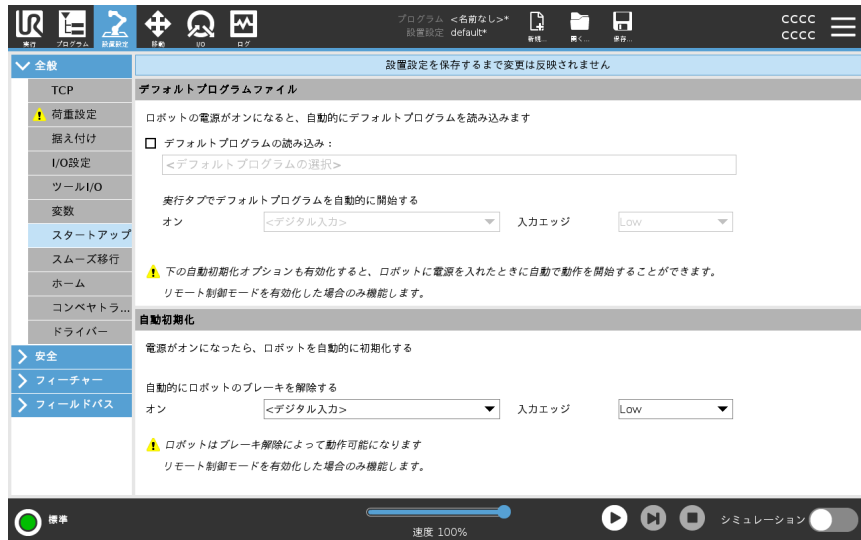 UR
実行
プログラム
設置設定
移動
I/O
ログ
プログラム <名前なし>*
設置設定 default*
新規...
開く...
保存...
cccc
cccc
全般
設置設定を保存するまで変更は反映されません
TCP
荷重設定
据え付け
I/O設定
ツールI/O
変数
スタートアップ
スムーズ移行
ホーム
コンベヤトラ...
ドライバー
安全
フィーチャー
フィールドバス
デフォルトプログラムファイル
ロボットの電源がオンになると、自動的にデフォルトプログラムを読み込みます
デフォルトプログラムの読み込み：
<デフォルトプログラムの選択>
実行タブでデフォルトプログラムを自動的に開始する
オン <デジタル入力> 入力エッジ Low
下の自動初期化オプションも有効化すると、ロボットに電源を入れたときに自動で動作を開始することができます。
リモート制御モードを有効化した場合のみ機能します。
自動初期化
電源がオンになったら、ロボットを自動的に初期化する
自動的にロボットのブレーキを解除する
オン <デジタル入力> 入力エッジ Low
ロボットはブレーキ解除によって動作可能になります
リモート制御モードを有効化した場合のみ機能します。
標準
速度 100%
シミュレーション